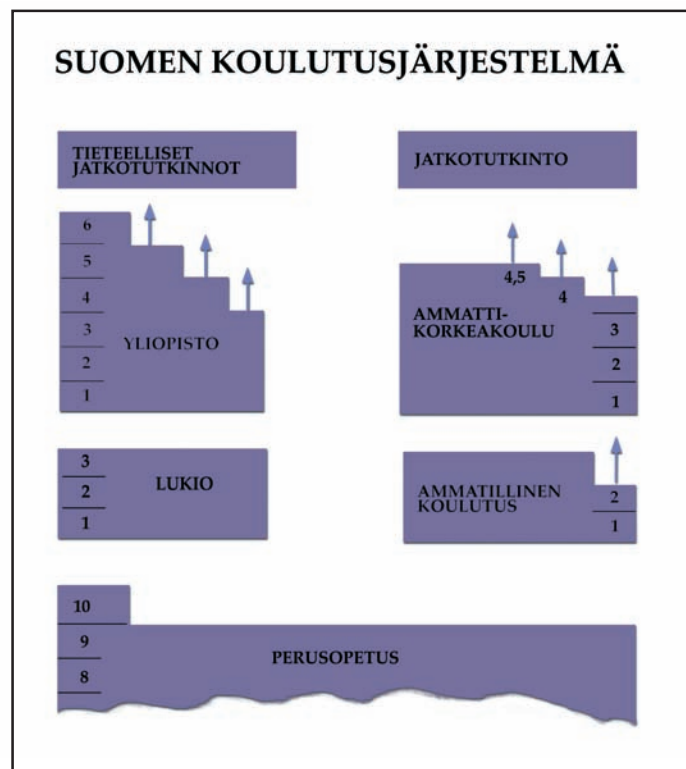 SUOMEN KOULUTUSJÄRJESTELMÄ
TIETEELLISET
JATKOTUTKINNOT
JATKOTUTKINTO
6
5
4
3
2
1
YLIOPISTO
4,5
4
3
2
1
AMMATTI-
KORKEAKOULU
3
2
1
LUKIO
AMMATILLINEN
KOULUTUS
2
1
10
9
8
PERUSOPETUS